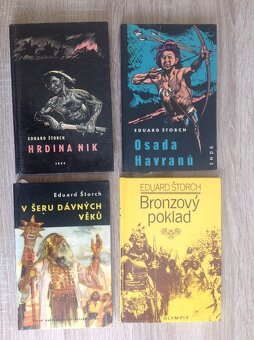 EDUARD ŠTORCH
HRDINA NIK
SNDK
EDUARD ŠTORCH
Osada
Havranů
SNDK
Eduard Štorch
V ŠERU DÁVNÝCH
VĚKŮ
EDUARD ŠTORCH
Bronzový
poklad
OLYMPIA